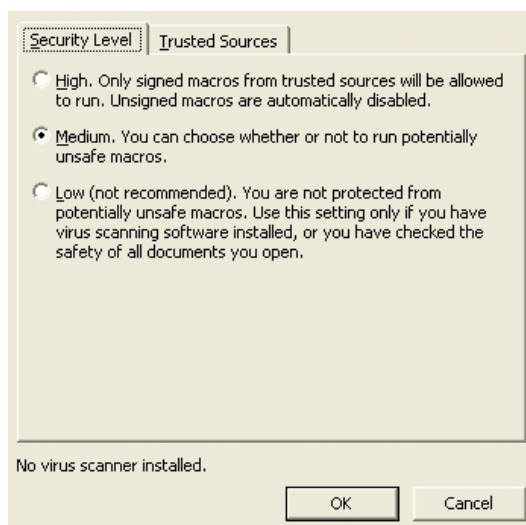 Security Level Trusted Sources
High. Only signed macros from trusted sources will be allowed
to run. Unsigned macros are automatically disabled.
Medium. You can choose whether or not to run potentially
unsafe macros.
Low (not recommended). You are not protected from
potentially unsafe macros. Use this setting only if you have
virus scanning software installed, or you have checked the
safety of all documents you open.
No virus scanner installed.
OK Cancel